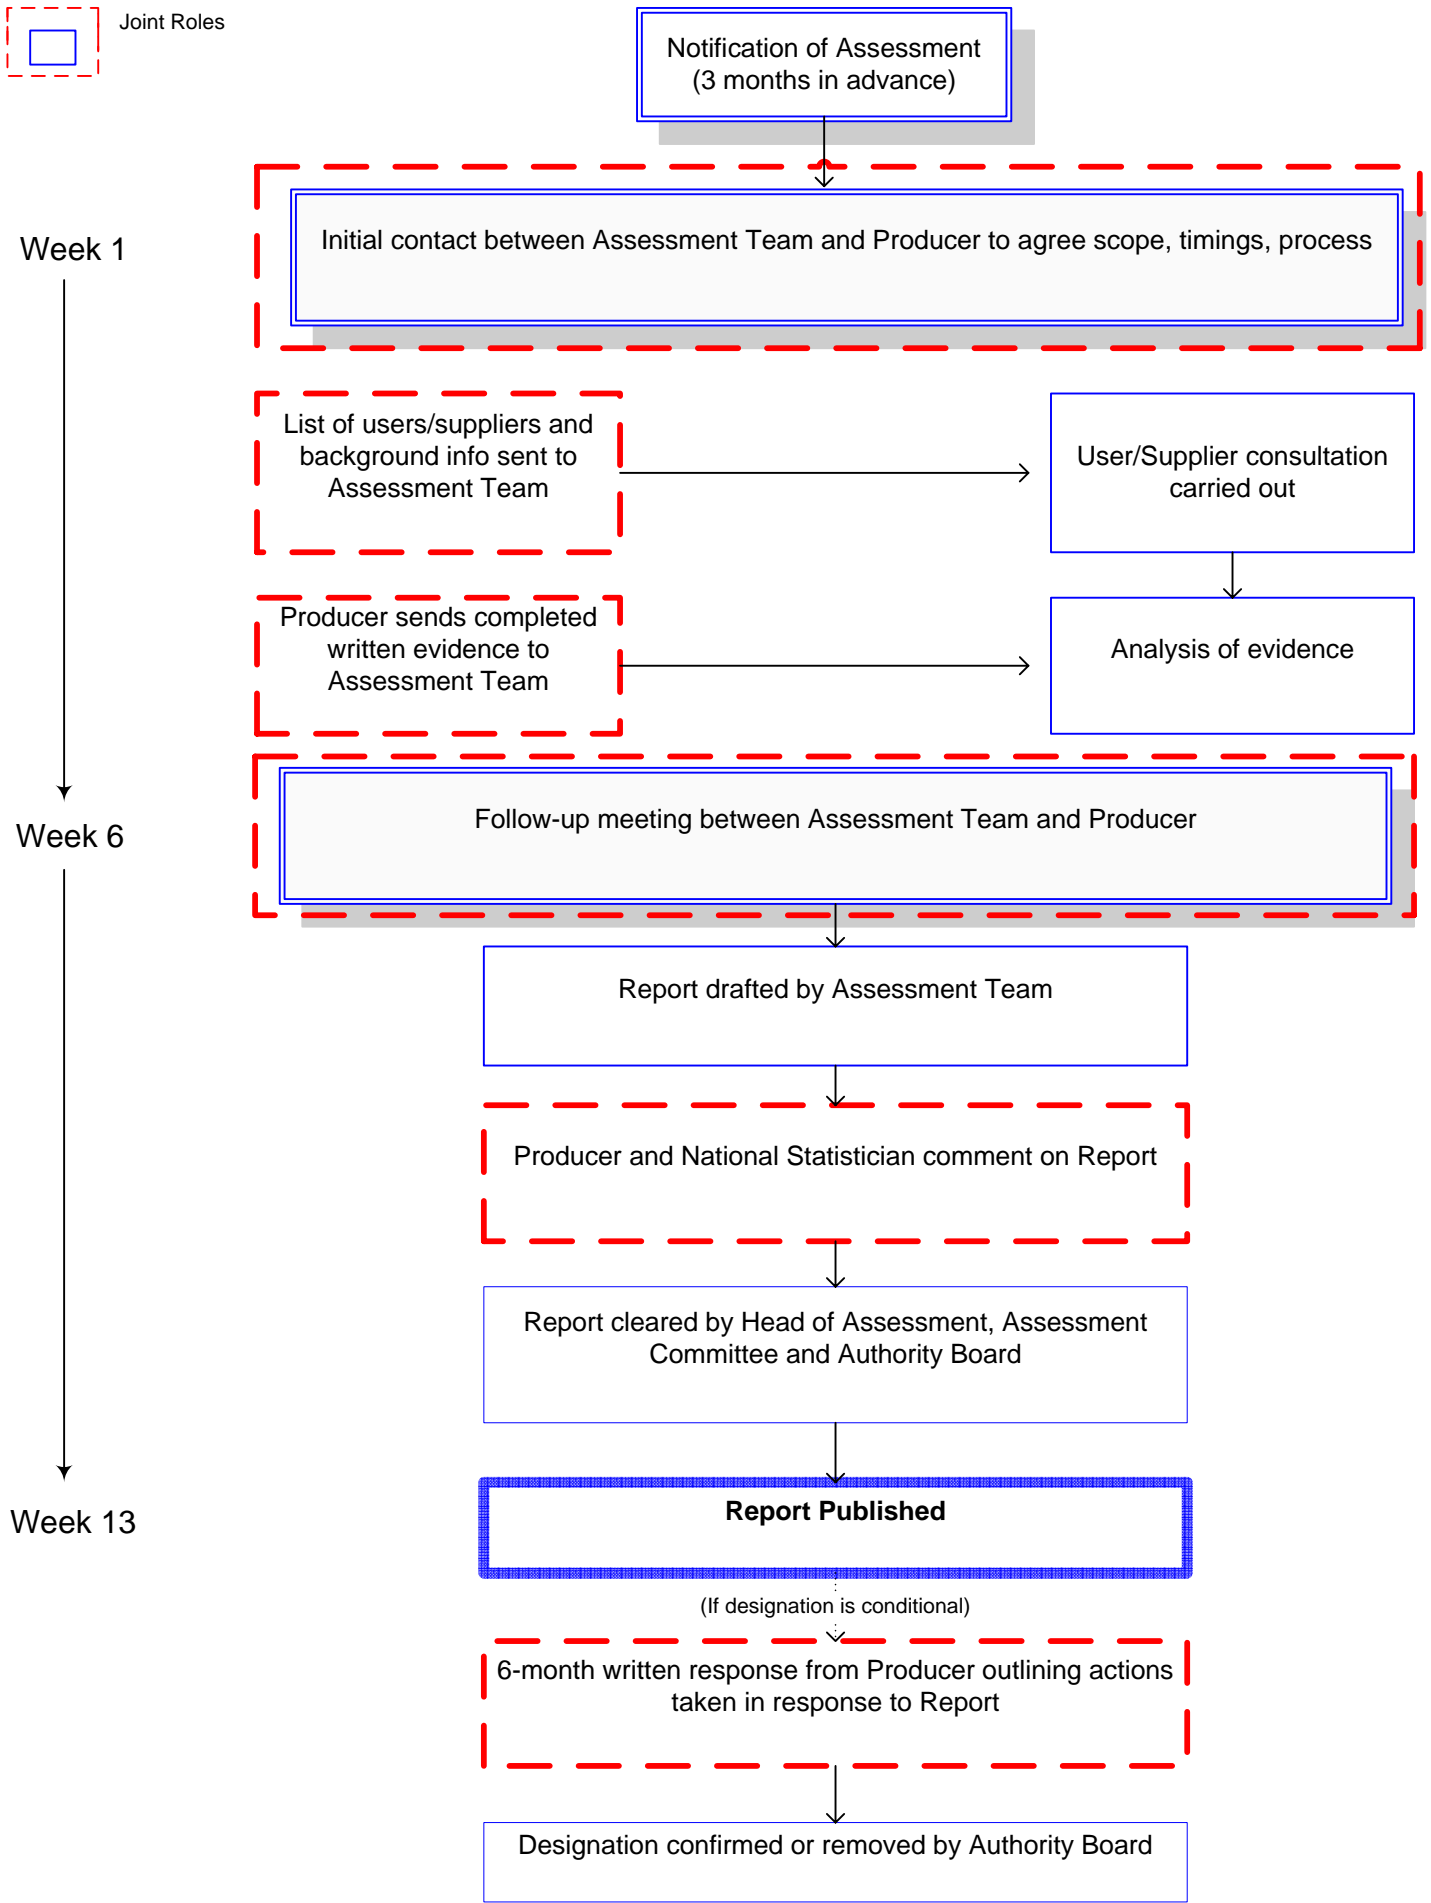 Joint Roles
Notification of Assessment
(3 months in advance)
Week 1
Initial contact between Assessment Team and Producer to agree scope, timings, process
List of users/suppliers and
background info sent to
Assessment Team
User/Supplier consultation
carried out
Producer sends completed
written evidence to
Assessment Team
Analysis of evidence
Week 6
Follow-up meeting between Assessment Team and Producer
Report drafted by Assessment Team
Producer and National Statistician comment on Report
Report cleared by Head of Assessment, Assessment
Committee and Authority Board
Week 13
Report Published
(If designation is conditional)
6-month written response from Producer outlining actions
taken in response to Report
Designation confirmed or removed by Authority Board